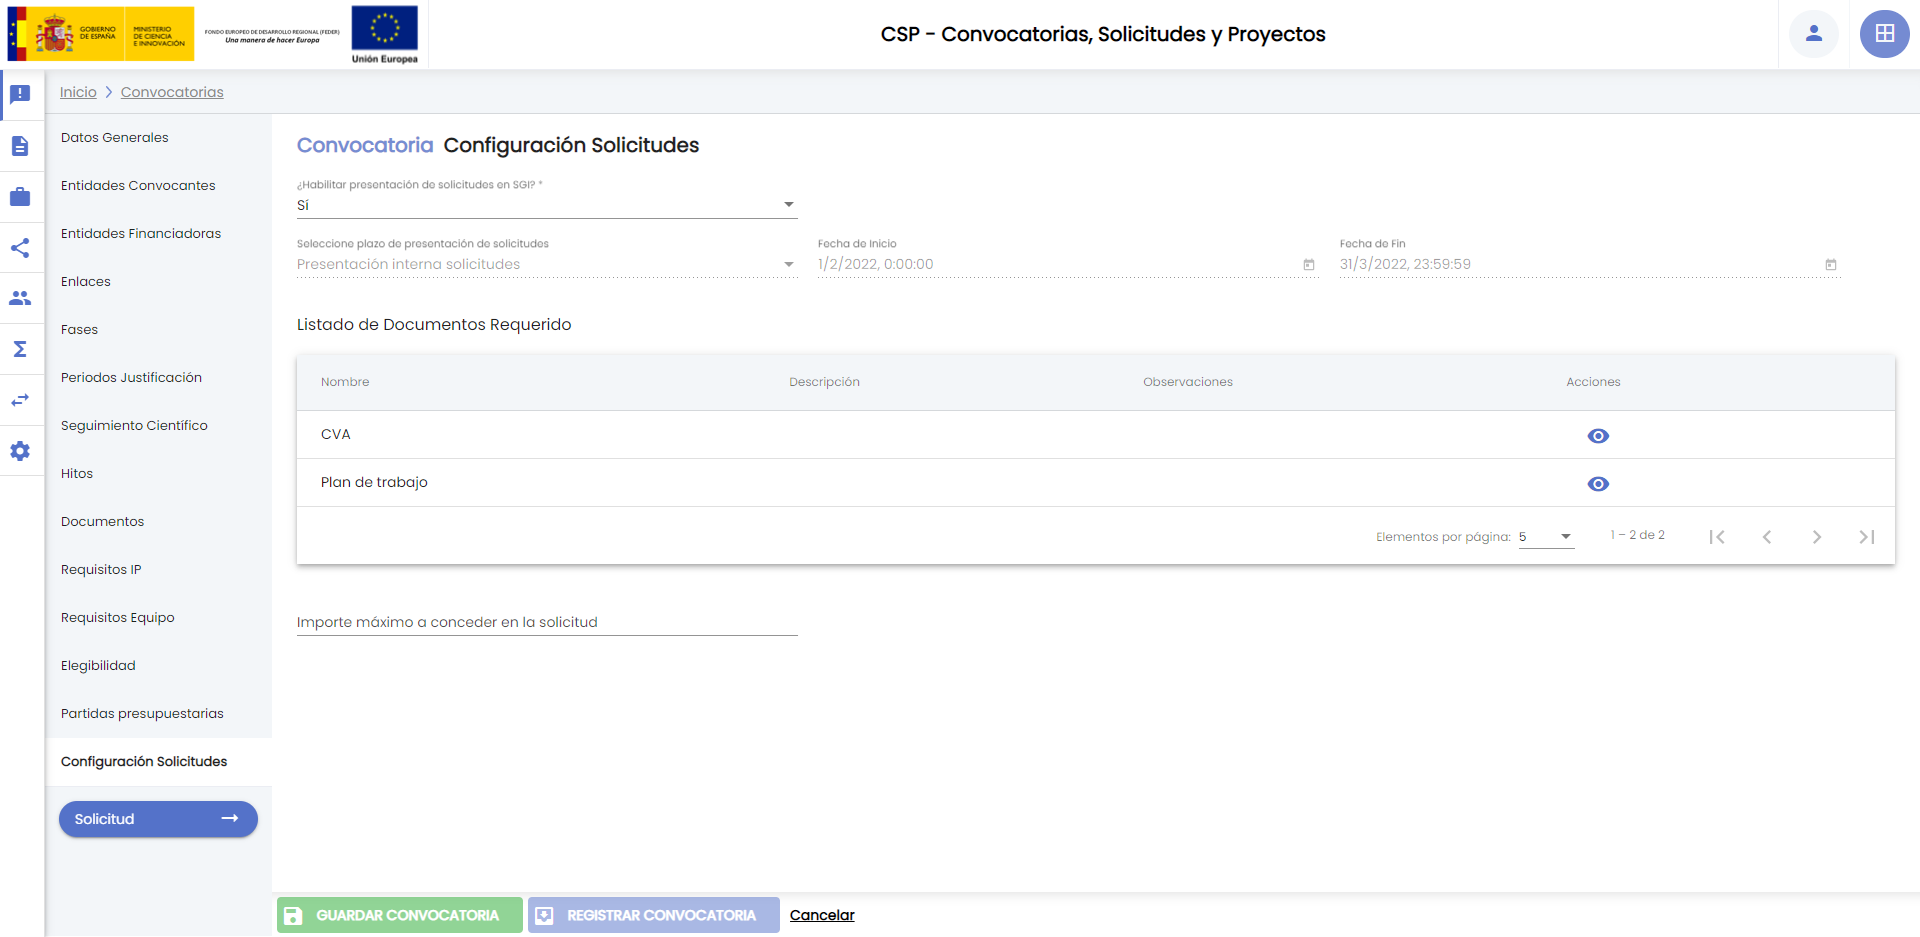 GOBIERNO
DE ESPAÑA
MINISTERIO
DE CIENCIA
E INNOVACIÓN
FONDO EUROPEO DE DESARROLLO REGIONAL (FEDER)
Una manera de hacer Europa
Unión Europea
CSP - Convocatorias, Solicitudes y Proyectos
Inicio
Convocatorias
Datos Generales
Entidades Convocantes
Entidades Financiadoras
Enlaces
Fases
Periodos Justificación
Seguimiento Científico
Hitos
Documentos
Requisitos IP
Requisitos Equipo
Elegibilidad
Partidas presupuestarias
Configuración Solicitudes
Solicitud
Convocatoria Configuración Solicitudes
¿Habilitar presentación de solicitudes en SGI? *
Sí
Seleccione plazo de presentación de solicitudes
Presentación interna solicitudes
Fecha de Inicio
1/2/2022, 0:00:00
Fecha de Fin
31/3/2022, 23:59:59
Listado de Documentos Requerido
Nombre Descripción Observaciones Acciones
CVA
Plan de trabajo
Elementos por página: 5 1 – 2 de 2
Importe máximo a conceder en la solicitud
GUARDAR CONVOCATORIA REGISTRAR CONVOCATORIA Cancelar